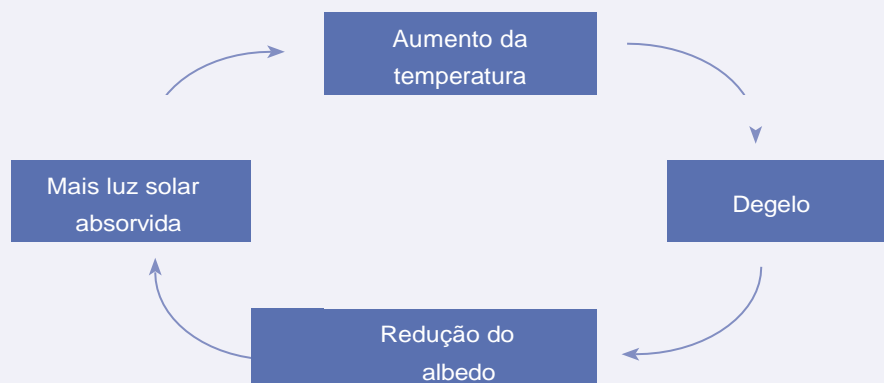 Aumento da
temperatura
Mais luz solar
absorvida
Degelo
Redução do
albedo